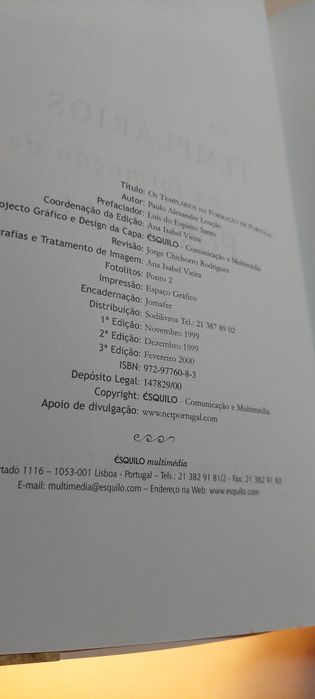 TEMPLÁRIOS
Título: OS TEMPLÁRIOS NA FORMAÇÃO DE PORTUGAL
Autor: Paulo Alexandre Loução
Prefaciador: Luís do Espírito Santo
Coordenação da Edição: Ana Isabel Vieira
ojecto Gráfico e Design da Capa: ÉSQUILO - Comunicação e Multimédia
Revisão: Jorge Chichorro Rodrigues
grafias e Tratamento de Imagem: Ana Isabel Vieira
Fotolitos: Ponto 2
Impressão: Espaço Gráfico
Encadernação: Jomafer
Distribuição: Sodilivros Tel.: 21 387 89 02
1ª Edição: Novembro 1999
2ª Edição: Dezembro 1999
3ª Edição: Fevereiro 2000
ISBN: 972-97760-8-3
Depósito Legal: 147829/00
Copyright: ÉSQUILO - Comunicação e Multimédia
Apoio de divulgação: www.netportugal.com
ÉSQUILO multimédia
rtado 1116 – 1053-001 Lisboa - Portugal – Tels.: 21 382 91 81/2 - Fax: 21 382 91 83
E-mail: multimedia@esquilo.com – Endereço na Web: www.esquilo.com